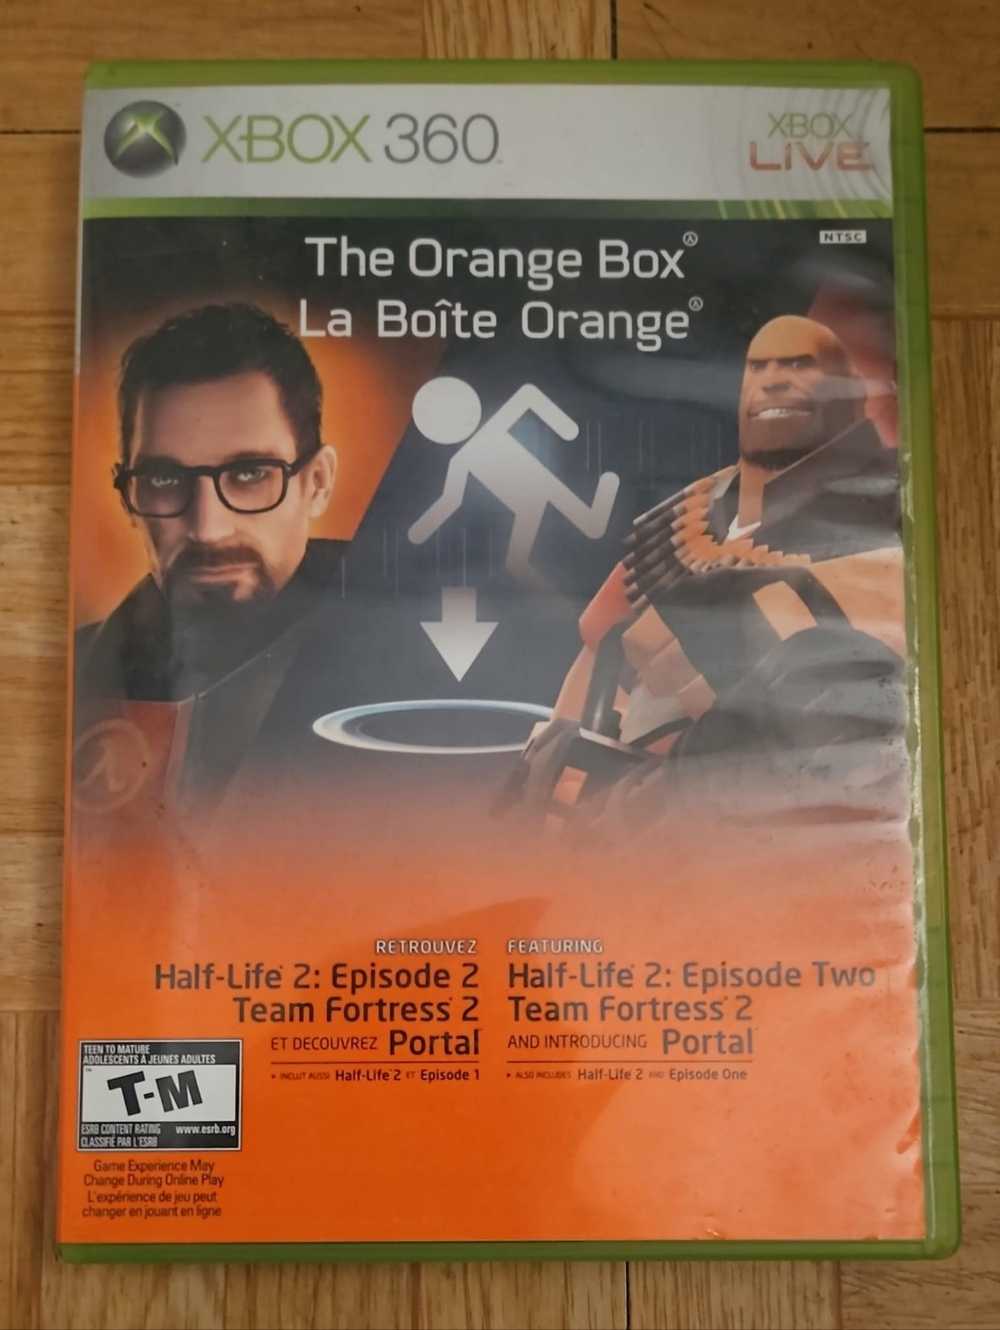 XBOX 360
XBOX
LIVE
NTSC
The Orange Box
La Boîte Orange
RETROUVEZ
Half-Life 2: Episode 2
Team Fortress 2
ET DECOUVREZ Portal
INCLUT AUSSI Half-Life 2 ET Episode 1
FEATURING
Half-Life 2: Episode Two
Team Fortress 2
AND INTRODUCING Portal
ALSO INCLUDES Half-Life 2 AND Episode One
TEEN TO MATURE
ADOLESCENTS À JEUNES ADULTES
T-M
ESRB CONTENT RATING www.esrb.org
CLASSIFIÉ PAR L'ESRB
Game Experience May
Change During Online Play
L'expérience de jeu peut
changer en jouant en ligne